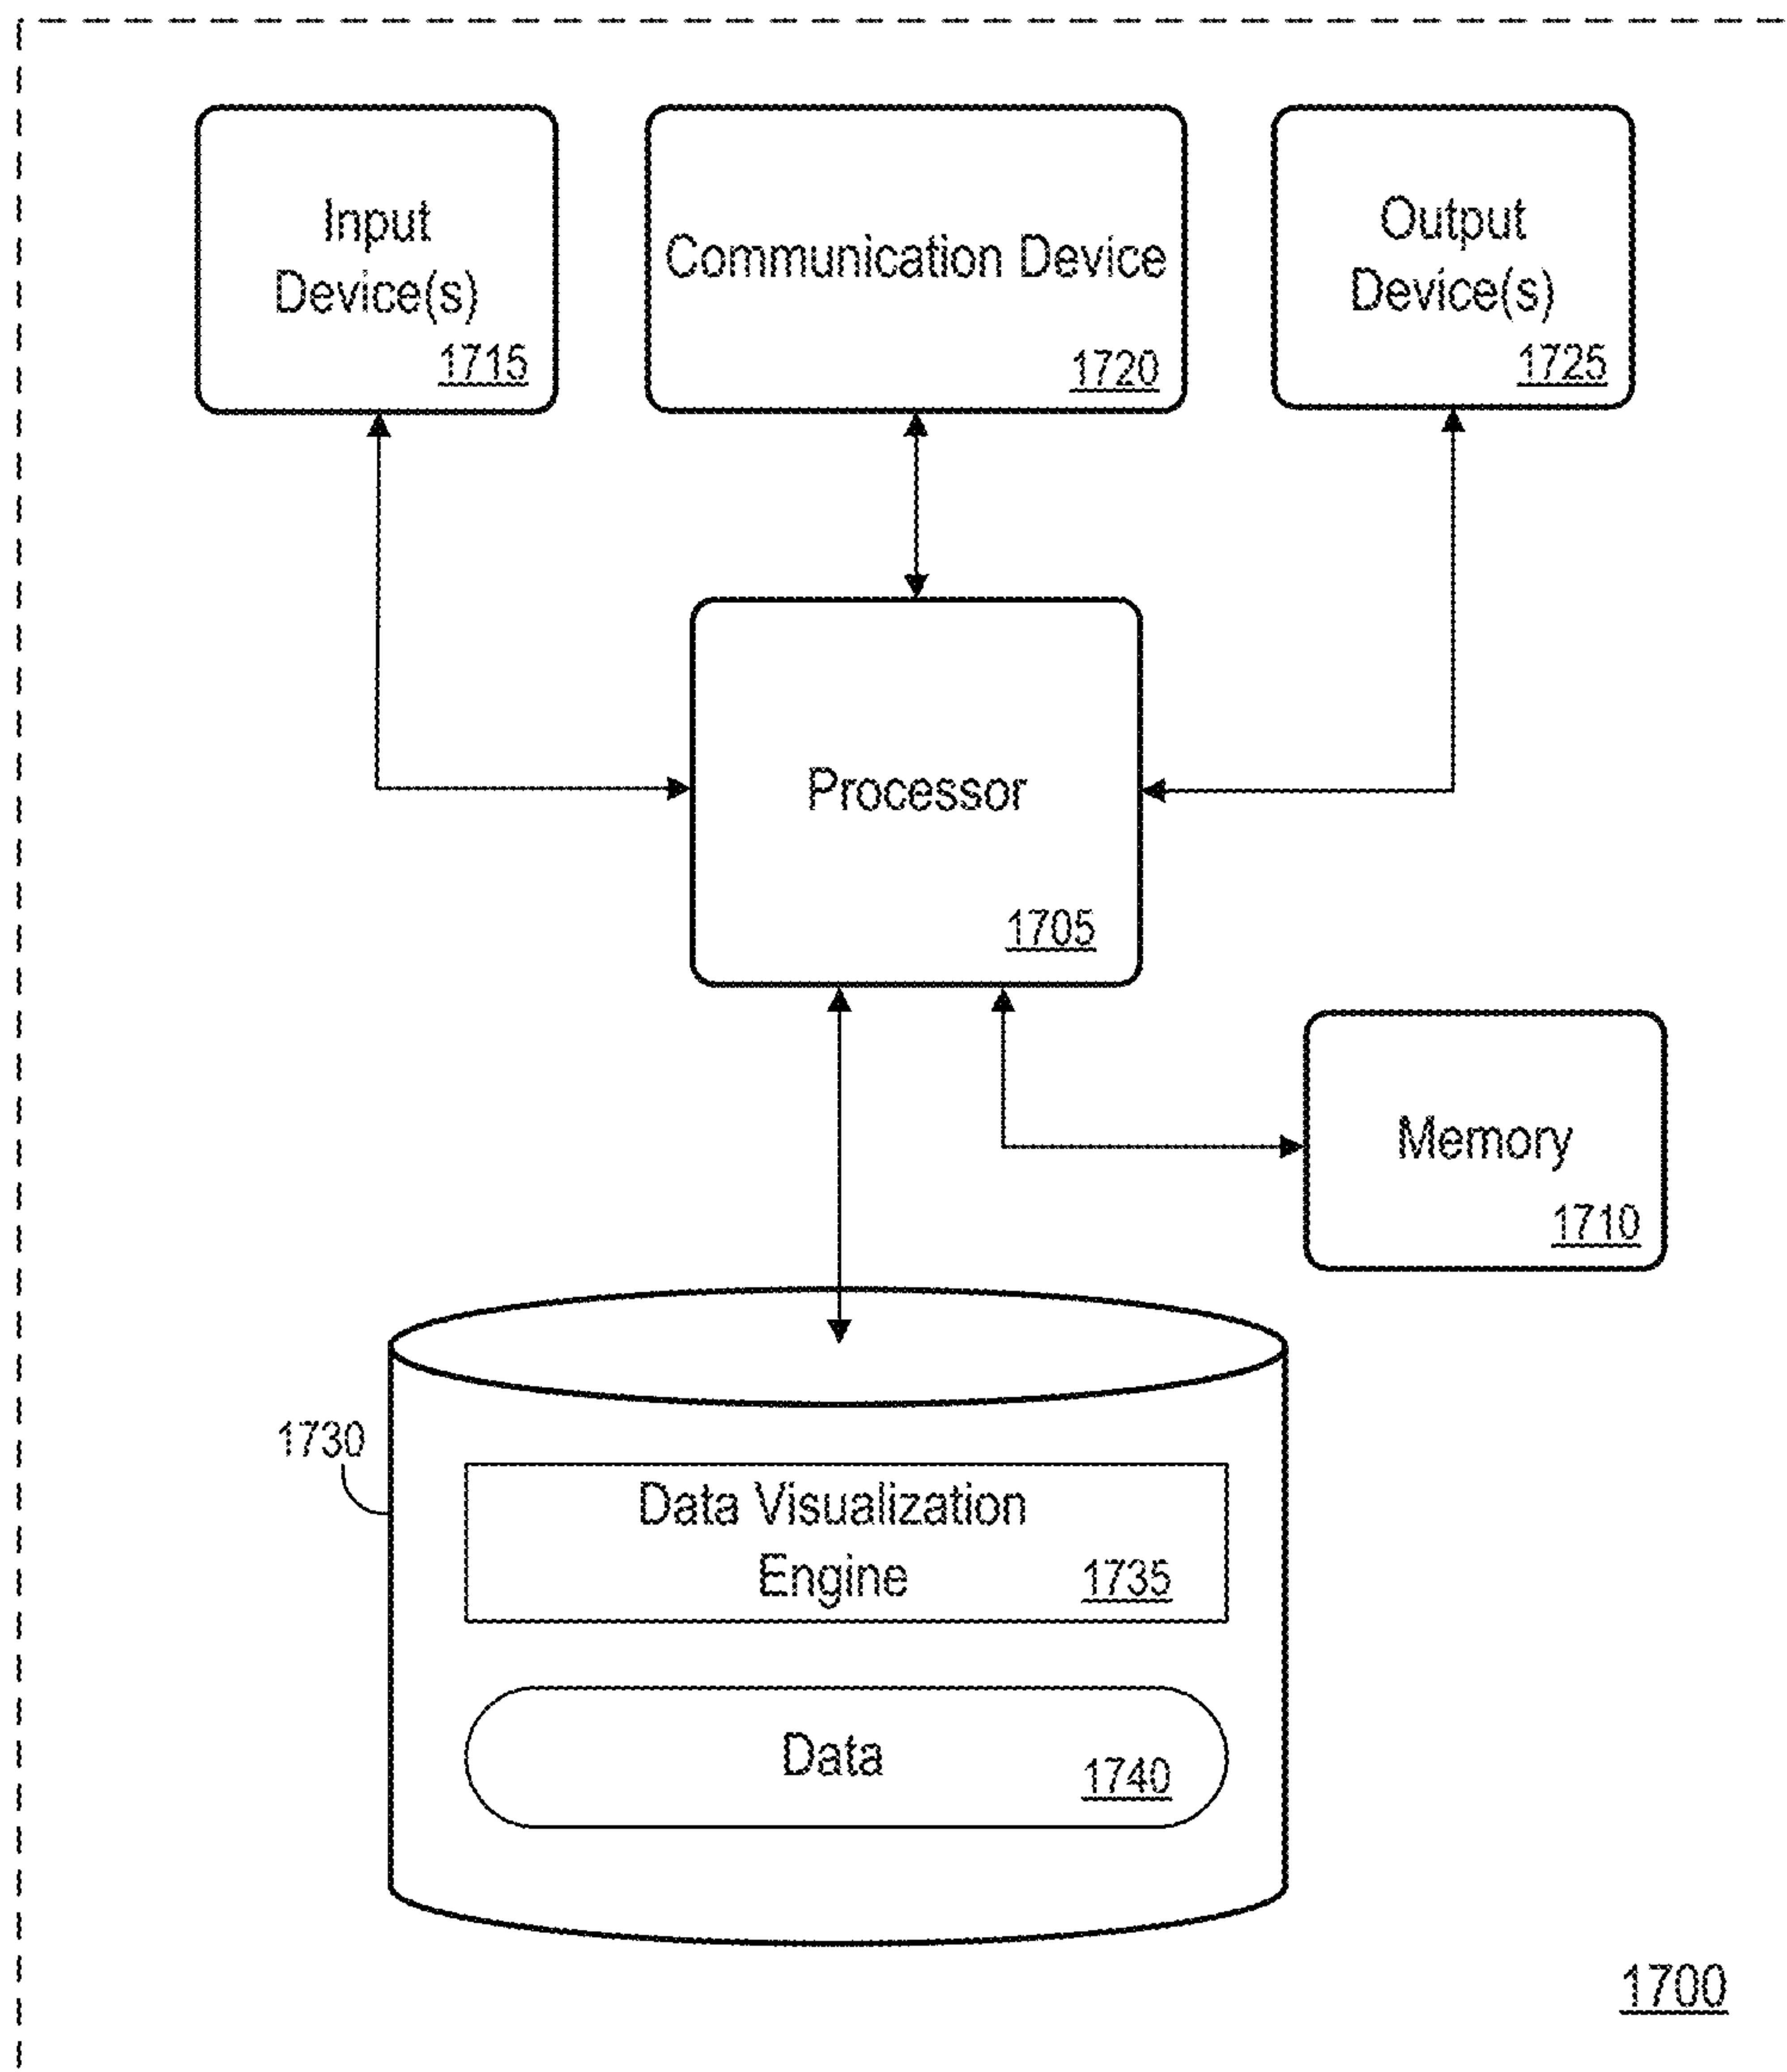 Input
Device(s)
1715
Communication Device
1720
Output
Device(s)
1725
Processor
1705
Memory
1710
1730
Data Visualization
Engine 1735
Data 1740
1700